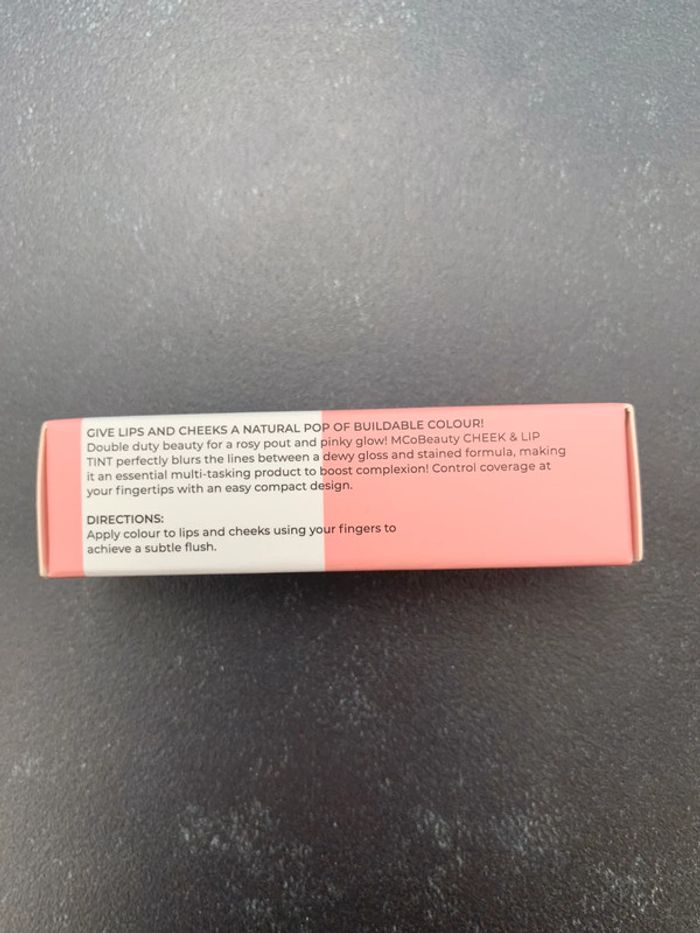 GIVE LIPS AND CHEEKS A NATURAL POP OF BUILDABLE COLOUR!
Double duty beauty for a rosy pout and pinky glow! MCoBeauty CHEEK & LIP
TINT perfectly blurs the lines between a dewy gloss and stained formula, making
it an essential multi-tasking product to boost complexion! Control coverage at
your fingertips with an easy compact design.
DIRECTIONS:
Apply colour to lips and cheeks using your fingers to
achieve a subtle flush.